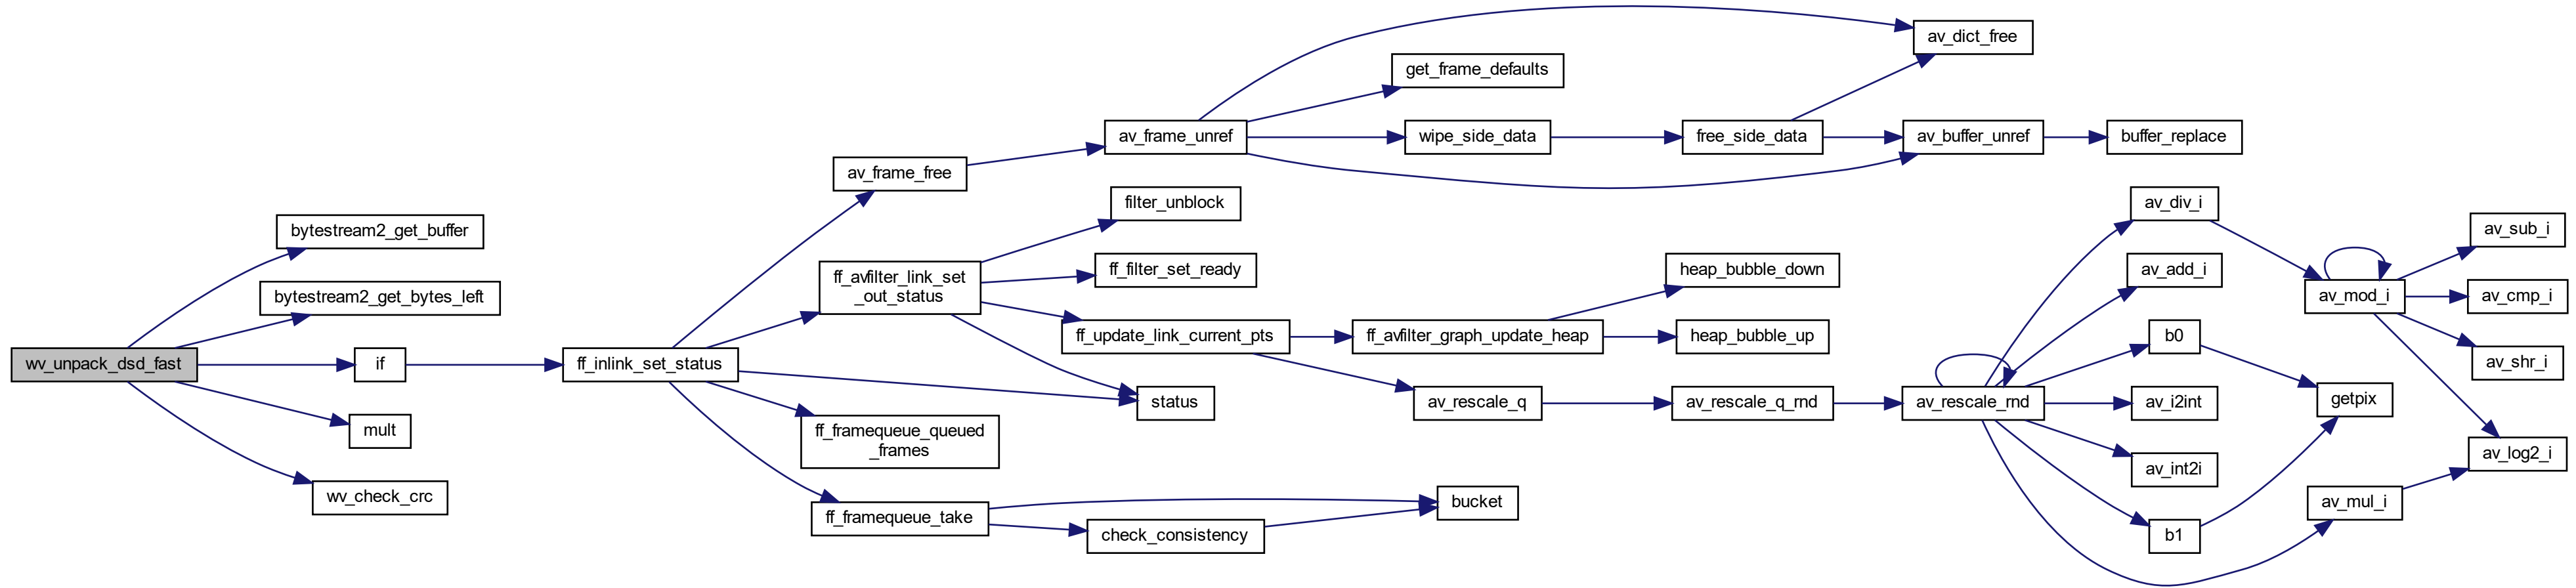 wv_unpack_dsd_fast
bytestream2_get_buffer
bytestream2_get_bytes_left
if
mult
wv_check_crc
ff_inlink_set_status
av_frame_free
ff_avfilter_link_set
_out_status
ff_framequeue_queued
_frames
ff_framequeue_take
av_frame_unref
filter_unblock
ff_filter_set_ready
ff_update_link_current_pts
status
check_consistency
get_frame_defaults
wipe_side_data
ff_avfilter_graph_update_heap
av_rescale_q
bucket
free_side_data
heap_bubble_down
heap_bubble_up
av_rescale_q_rnd
av_dict_free
av_buffer_unref
av_rescale_rnd
buffer_replace
av_div_i
av_add_i
b0
av_i2int
av_int2i
b1
av_mod_i
getpix
av_mul_i
av_sub_i
av_cmp_i
av_shr_i
av_log2_i